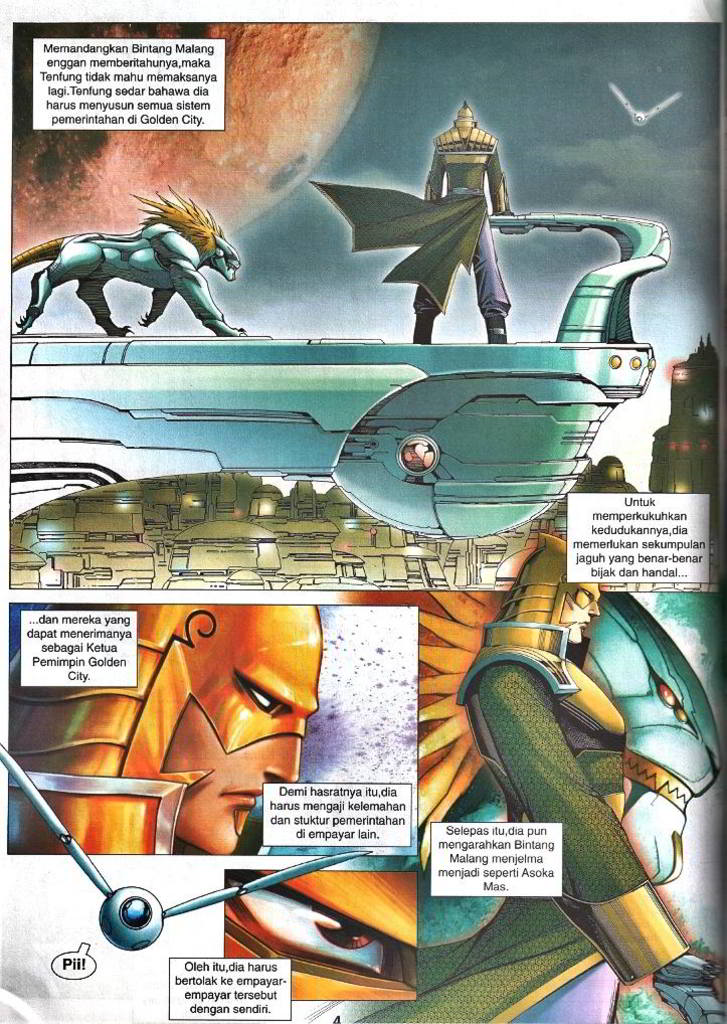 Memandangkan Bintang Malang
enggan memberitahunya,maka
Tenfung tidak mahu memaksanya
lagi.Tenfung sedar bahawa dia
harus menyusun semua sistem
pemerintahan di Golden City.
Untuk
memperkukuhkan
kedudukannya,dia
memerlukan sekumpulan
jaguh yang benar-benar
bijak dan handal...
...dan mereka yang
dapat menerimanya
sebagai Ketua
Pemimpin Golden
City.
Demi hasratnya itu,dia
harus mengaji kelemahan
dan stuktur pemerintahan
di empayar lain.
Selepas itu,dia pun
mengarahkan Bintang
Malang menjelma
menjadi seperti Asoka
Mas.
Pii!
Oleh itu,dia harus
bertolak ke empayar-
empayar tersebut
dengan sendiri.
4